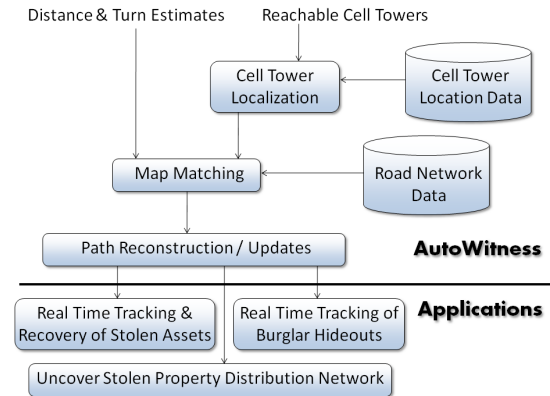 Distance & Turn Estimates
Reachable Cell Towers
Cell Tower
Localization
Cell Tower
Location Data
Map Matching
Road Network
Data
Path Reconstruction / Updates
AutoWitness
Applications
Real Time Tracking &
Recovery of Stolen Assets
Real Time Tracking of
Burglar Hideouts
Uncover Stolen Property Distribution Network